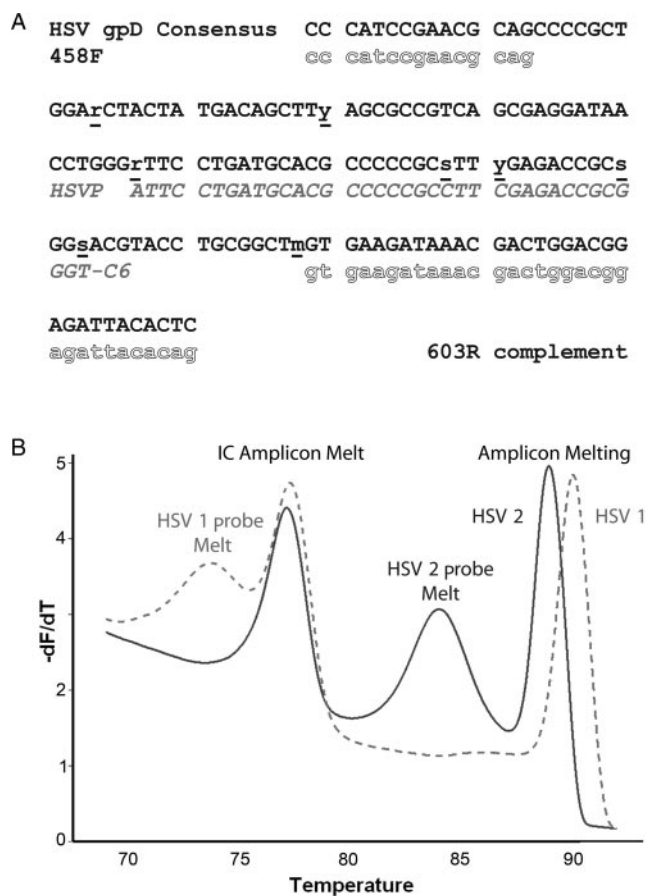 A
HSV gpD Consensus CC CATCCGAACG CAGCCCCGCT
458F cc catccgaacg cag
GGArCTACTA TGACAGCTTy AGCGCCGTCA GCGAGGATAA
CCTGGGrTTC CTGATGCACG CCCCCGCsTT yGAGACCGCs
HSVP ATTC CTGATGCACG CCCCCGCCTT CGAGACCGCG
GGsACGTACC TGCGGCTmGT GAAGATAAAC GACTGGACGG
GGT-C6 gt gaagataaac gactggacgg
AGATTACACTC
agattacacag 603R complement
B
IC Amplicon Melt Amplicon Melting
HSV 1 probe
Melt
HSV 2 HSV 1
HSV 2 probe
Melt
-dF/dT
5
4
2
1
0
70 75 80 85 90
Temperature